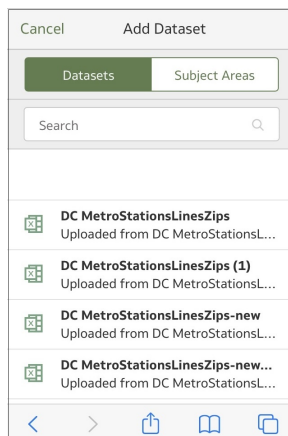 Cancel Add Dataset
Datasets Subject Areas
Search
DC MetroStationsLinesZips
Uploaded from DC MetroStationsL...
DC MetroStationsLinesZips (1)
Uploaded from DC MetroStationsL...
DC MetroStationsLinesZips-new
Uploaded from DC MetroStationsL...
DC MetroStationsLinesZips-new...
Uploaded from DC MetroStationsL...